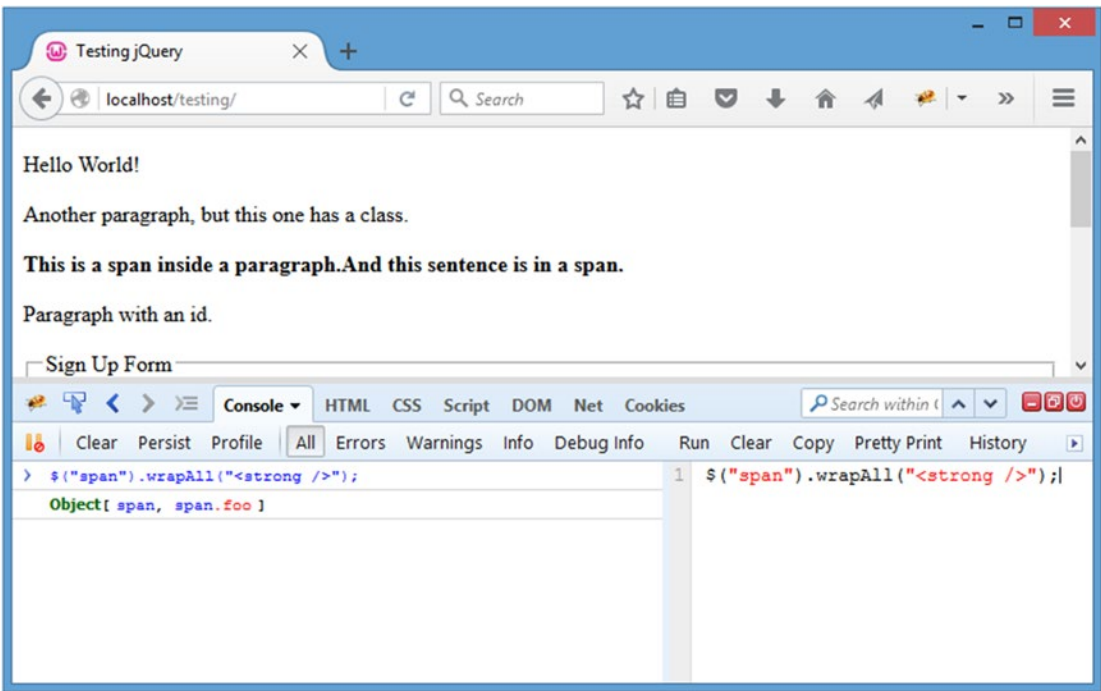 Testing jQuery
localhost/testing/
Search
Hello World!
Another paragraph, but this one has a class.
This is a span inside a paragraph.And this sentence is in a span.
Paragraph with an id.
Sign Up Form
Console HTML CSS Script DOM Net Cookies
Search within (
Clear Persist Profile All Errors Warnings Info Debug Info
Run Clear Copy Pretty Print History
$("span").wrapAll("<strong />");
Object[ span, span.foo ]
1 $("span").wrapAll("<strong />");